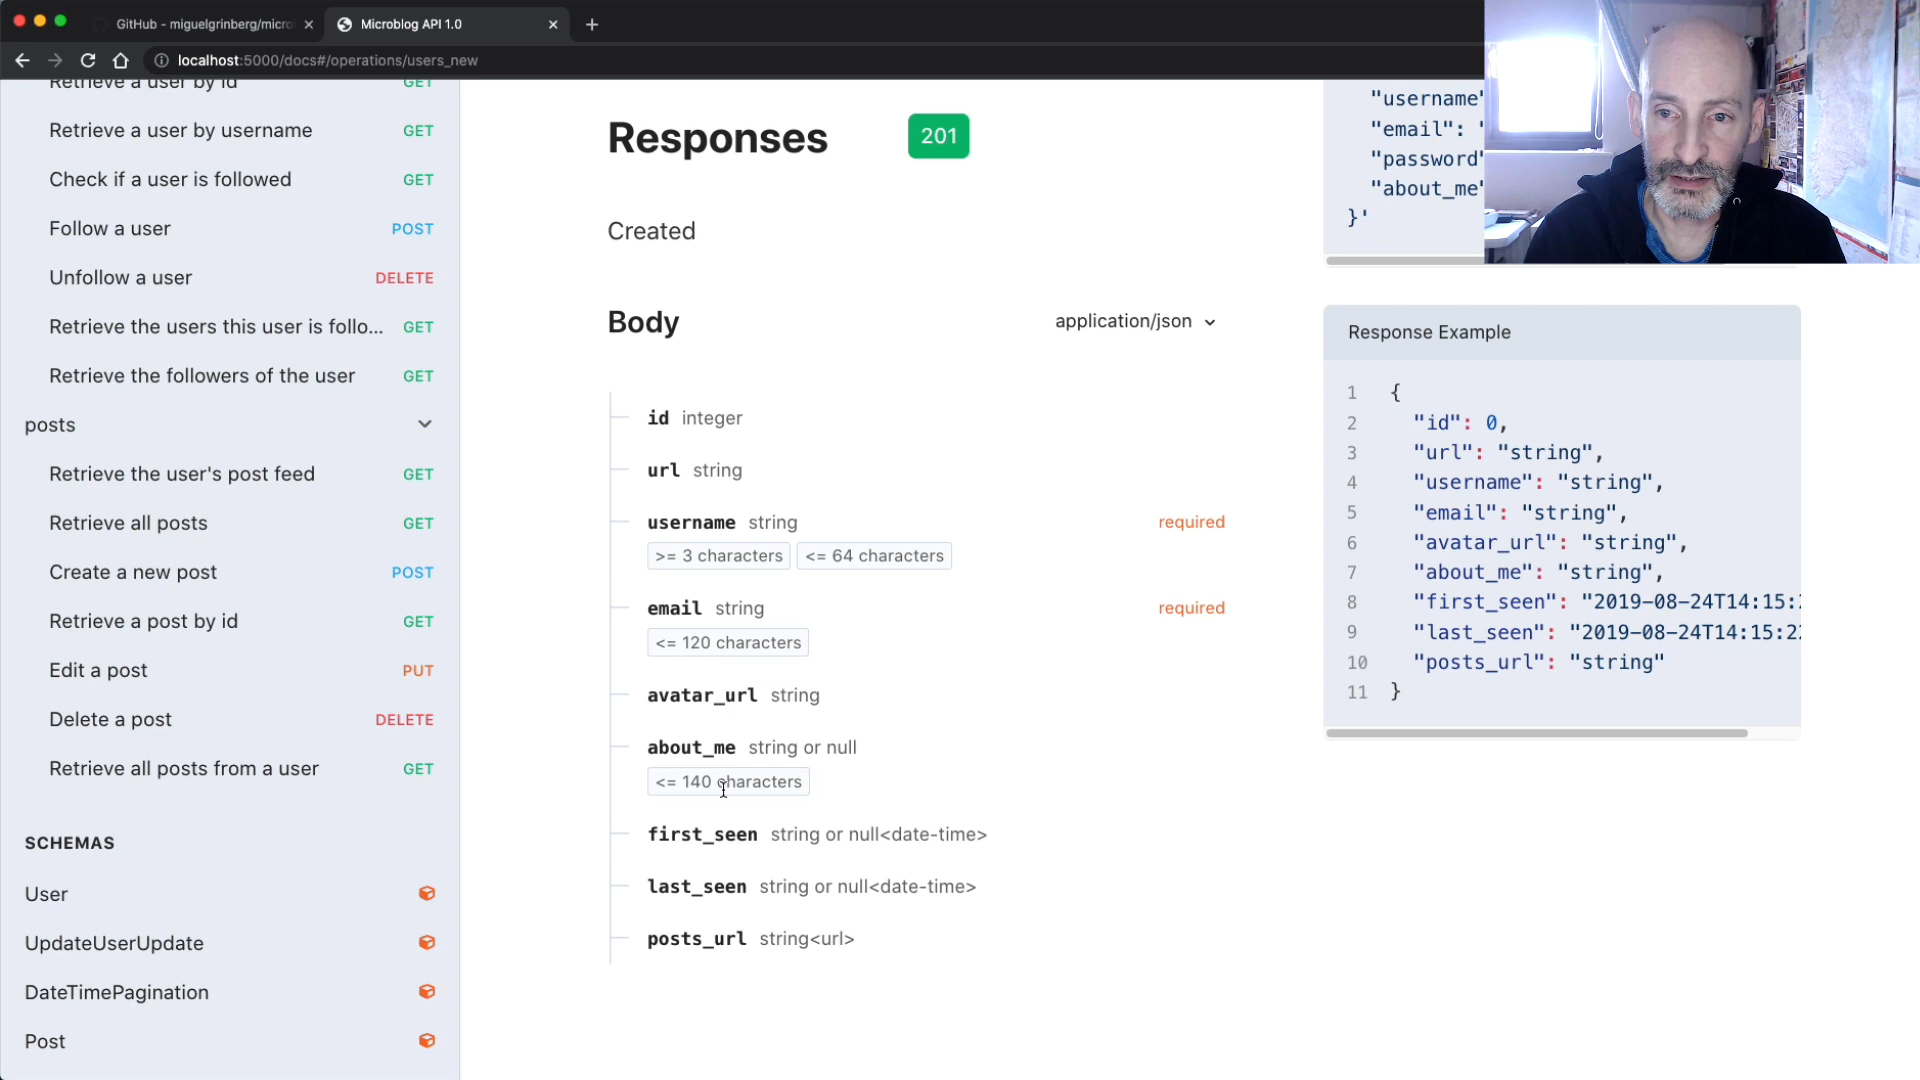 GitHub - miguelgrinberg/micro
Microblog API 1.0
localhost:5000/docs#/operations/users_new
Retrieve a user by id GET
Retrieve a user by username GET
Check if a user is followed GET
Follow a user POST
Unfollow a user DELETE
Retrieve the users this user is follo... GET
Retrieve the followers of the user GET
posts
Retrieve the user's post feed GET
Retrieve all posts GET
Create a new post POST
Retrieve a post by id GET
Edit a post PUT
Delete a post DELETE
Retrieve all posts from a user GET
SCHEMAS
User
UpdateUserUpdate
DateTimePagination
Post
Responses 201
Created
Body application/json
id integer
url string
username string required
>= 3 characters <= 64 characters
email string required
<= 120 characters
avatar_url string
about_me string or null
<= 140 characters
first_seen string or null<date-time>
last_seen string or null<date-time>
posts_url string<url>
"username"
"email": "
"password"
"about_me"
}'
Response Example
1 {
2 "id": 0,
3 "url": "string",
4 "username": "string",
5 "email": "string",
6 "avatar_url": "string",
7 "about_me": "string",
8 "first_seen": "2019-08-24T14:15:2
9 "last_seen": "2019-08-24T14:15:22
10 "posts_url": "string"
11 }